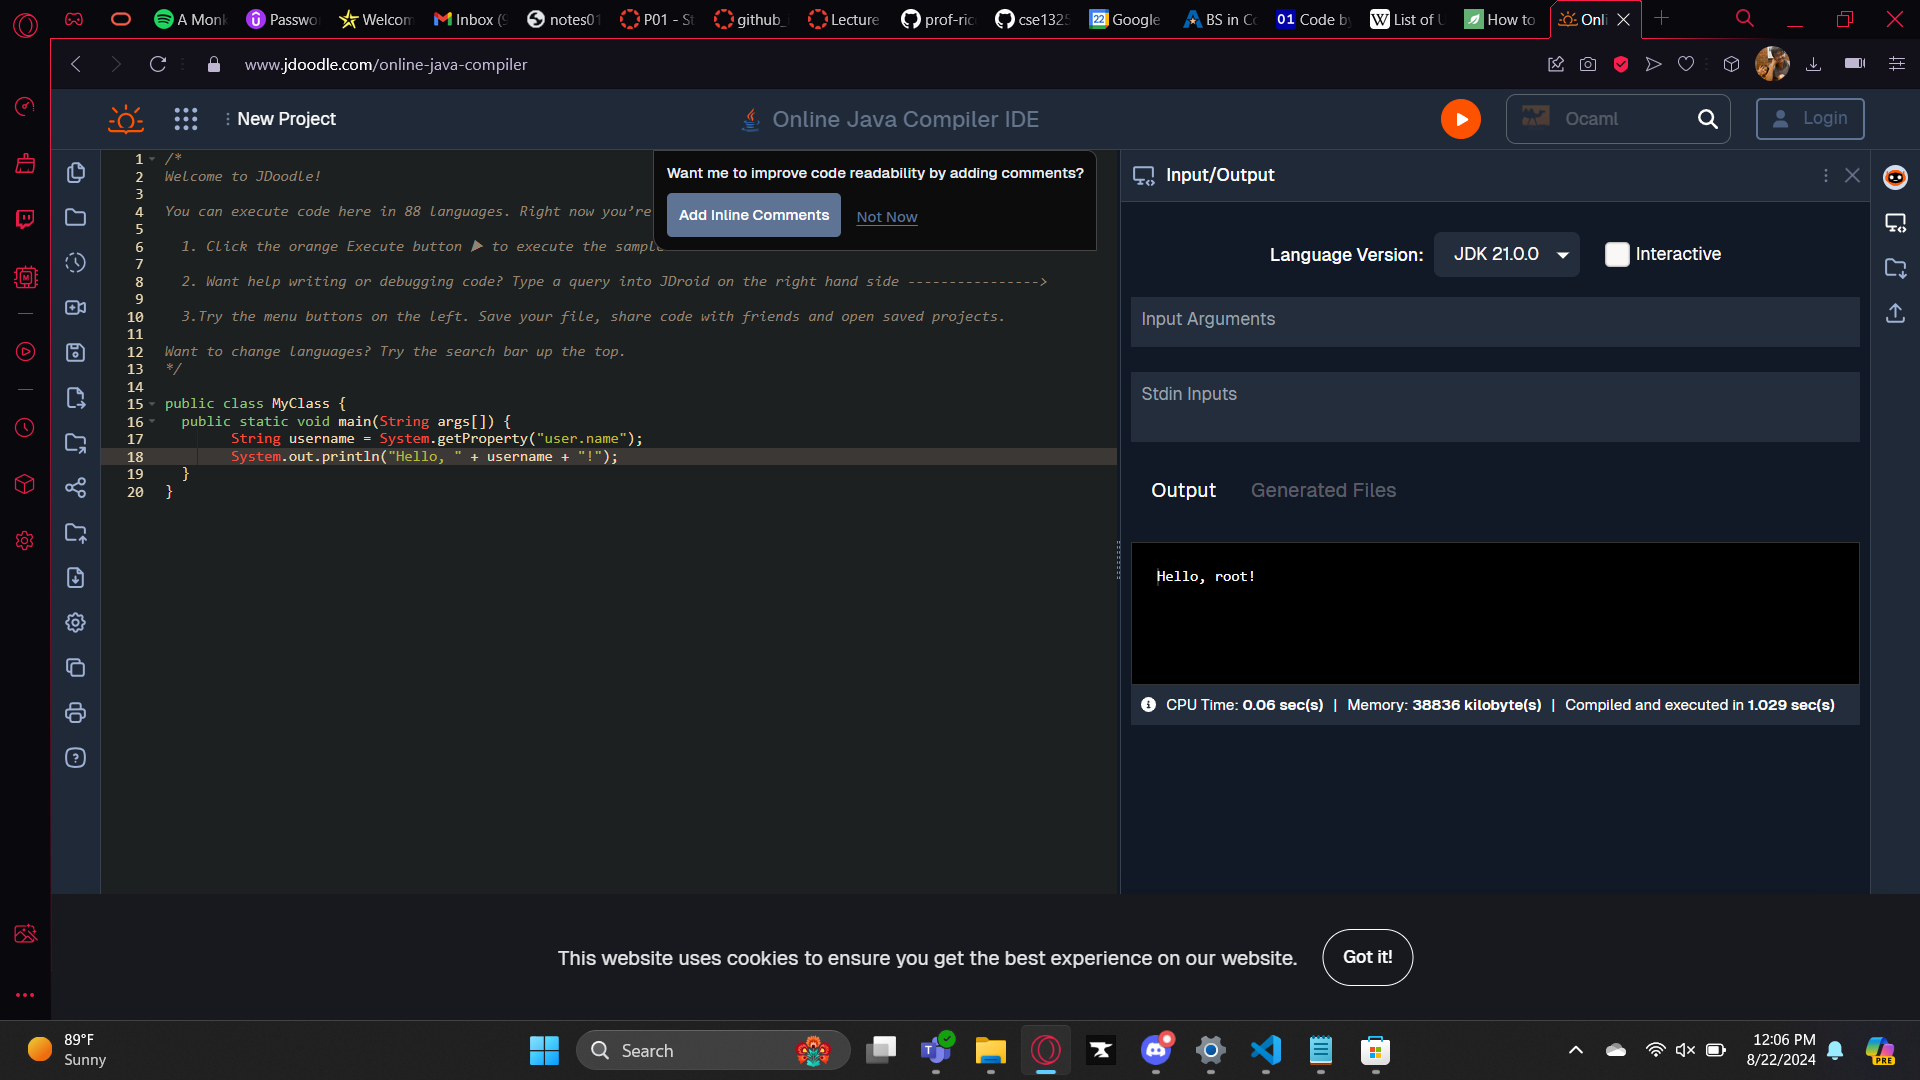 A Monk
Passwo
Welcom
Inbox (9
notes01
P01 - St
github_i
Lecture
prof-ric
cse1325
Google
BS in Co
Code by
List of U
How to
Onli
www.jdoodle.com/online-java-compiler
New Project
Online Java Compiler IDE
Ocaml
Login
1 /*
2 Welcome to JDoodle!
3
4 You can execute code here in 88 languages. Right now you're
5
6 1. Click the orange Execute button ▶ to execute the sample
7
8 2. Want help writing or debugging code? Type a query into JDroid on the right hand side ---------------->
9
10 3.Try the menu buttons on the left. Save your file, share code with friends and open saved projects.
11
12 Want to change languages? Try the search bar up the top.
13 */
14
15 public class MyClass {
16 public static void main(String args[]) {
17 String username = System.getProperty("user.name");
18 System.out.println("Hello, " + username + "!");
19 }
20 }
Want me to improve code readability by adding comments?
Add Inline Comments
Not Now
Input/Output
Language Version:
JDK 21.0.0
Interactive
Input Arguments
Stdin Inputs
Output
Generated Files
Hello, root!
CPU Time: 0.06 sec(s) | Memory: 38836 kilobyte(s) | Compiled and executed in 1.029 sec(s)
This website uses cookies to ensure you get the best experience on our website.
Got it!
89°F
Sunny
Search
12:06 PM
8/22/2024
PRE